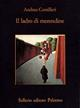 Andrea Camilleri
Il ladro di merendine
Sellerio editore Palermo